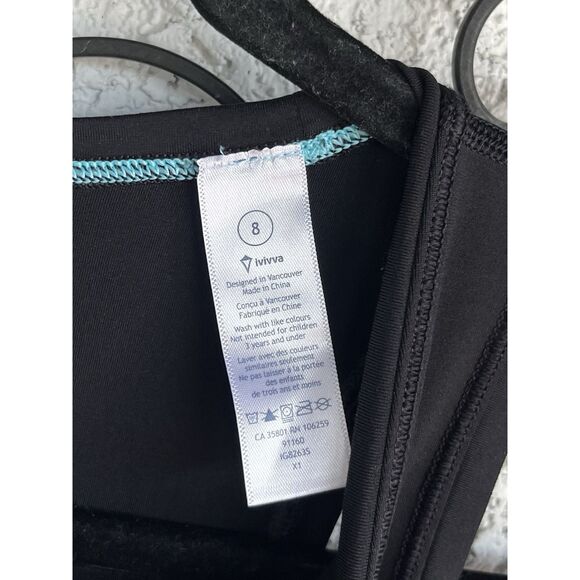 8
ivivva
Designed in Vancouver
Made in China
Conçu à Vancouver
Fabriqué en Chine
Wash with like colours
Not intended for children
3 years and under
Laver avec des couleurs
similaires seulement
Ne pas laisser à la portée
des enfants
de trois ans et moins
CA 35801 RN 106259
91160
IG8263S
X1